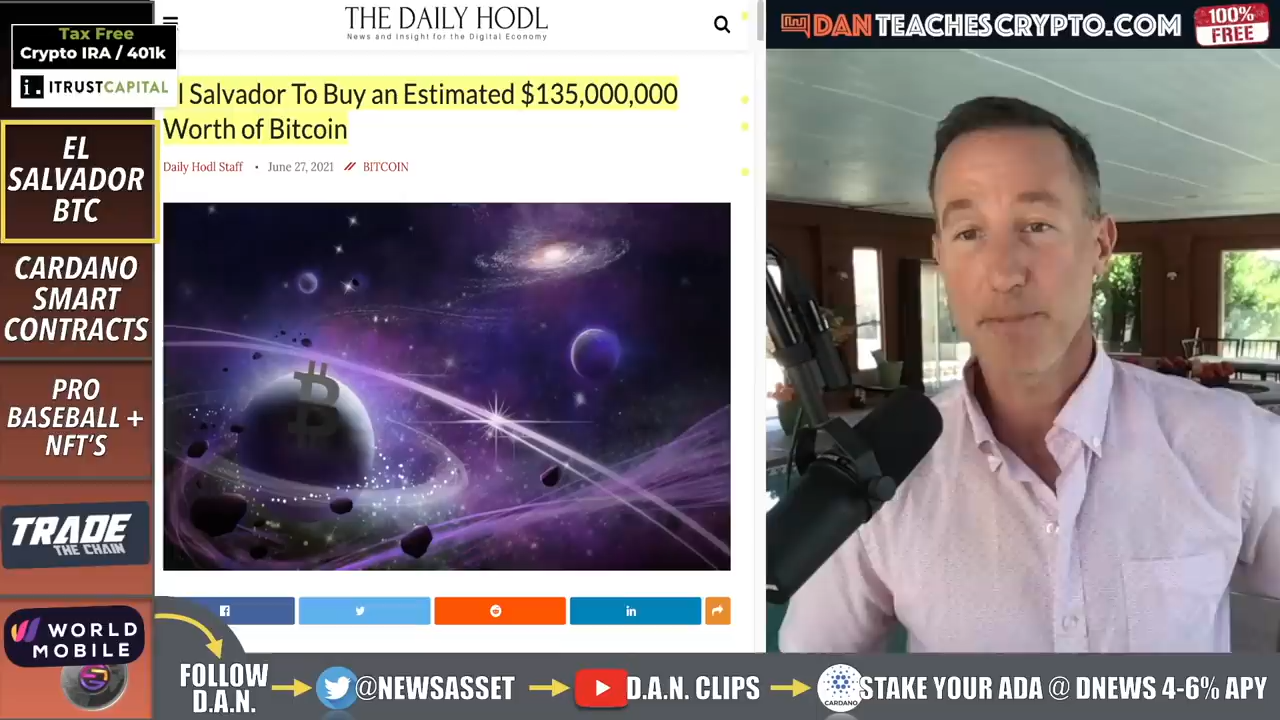 Tax Free
Crypto IRA / 401k
i. ITRUSTCAPITAL
EL
SALVADOR
BTC
CARDANO
SMART
CONTRACTS
PRO
BASEBALL +
NFT'S
TRADE
THE CHAIN
WORLD
MOBILE
THE DAILY HODL
News and Insight for the Digital Economy
l Salvador To Buy an Estimated $135,000,000
Worth of Bitcoin
Daily Hodl Staff • June 27, 2021 // BITCOIN
DANTEACHESCRYPTO.COM
100%
FREE
FOLLOW
D.A.N.
@NEWSASSET
D.A.N. CLIPS
CARDANO
STAKE YOUR ADA @ DNEWS 4-6% APY